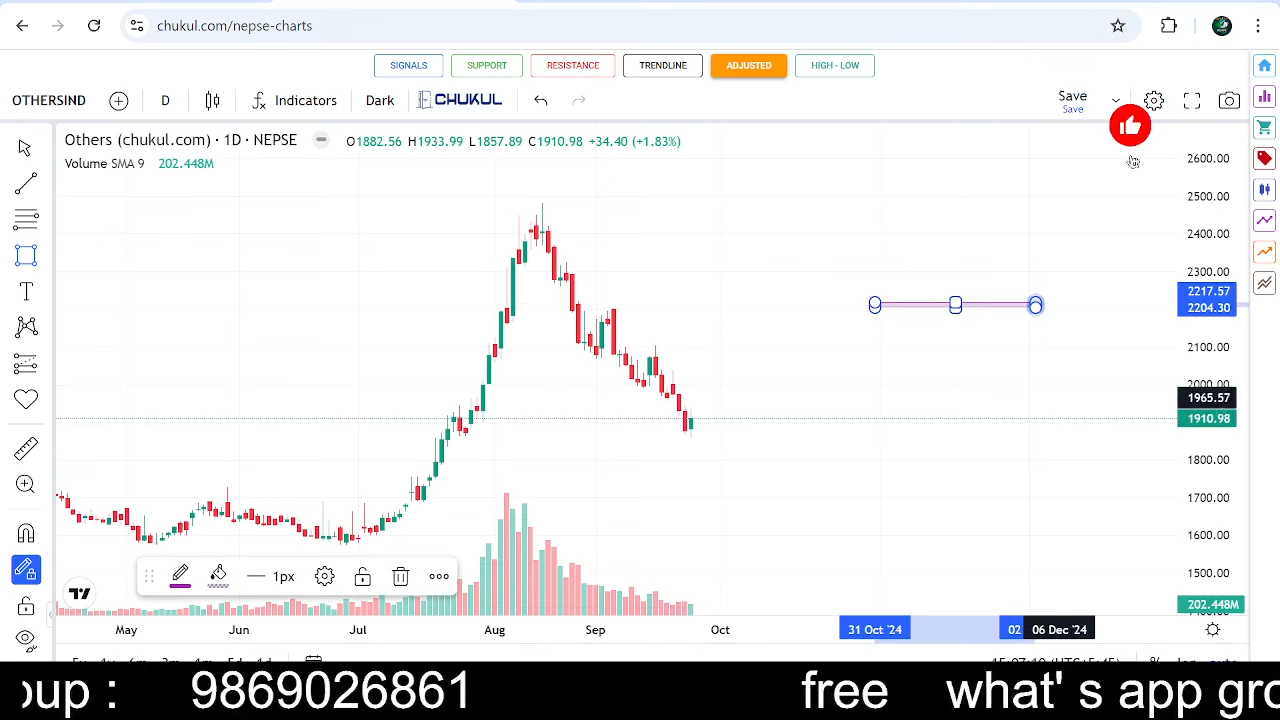 chukul.com/nepse-charts
SIGNALS SUPPORT RESISTANCE TRENDLINE ADJUSTED HIGH - LOW
OTHERSIND D Indicators Dark CHUKUL Save
Save
Others (chukul.com) · 1D · NEPSE O1882.56 H1933.99 L1857.89 C1910.98 +34.40 (+1.83%)
Volume SMA 9 202.448M
2600.00
2500.00
2400.00
2300.00
2217.57
2204.30
2100.00
2000.00
1965.57
1910.98
1800.00
1700.00
1600.00
1500.00
202.448M
1px
May Jun Jul Aug Sep Oct 31 Oct '24 02 06 Dec '24
oup : 9869026861 free what' s app gro